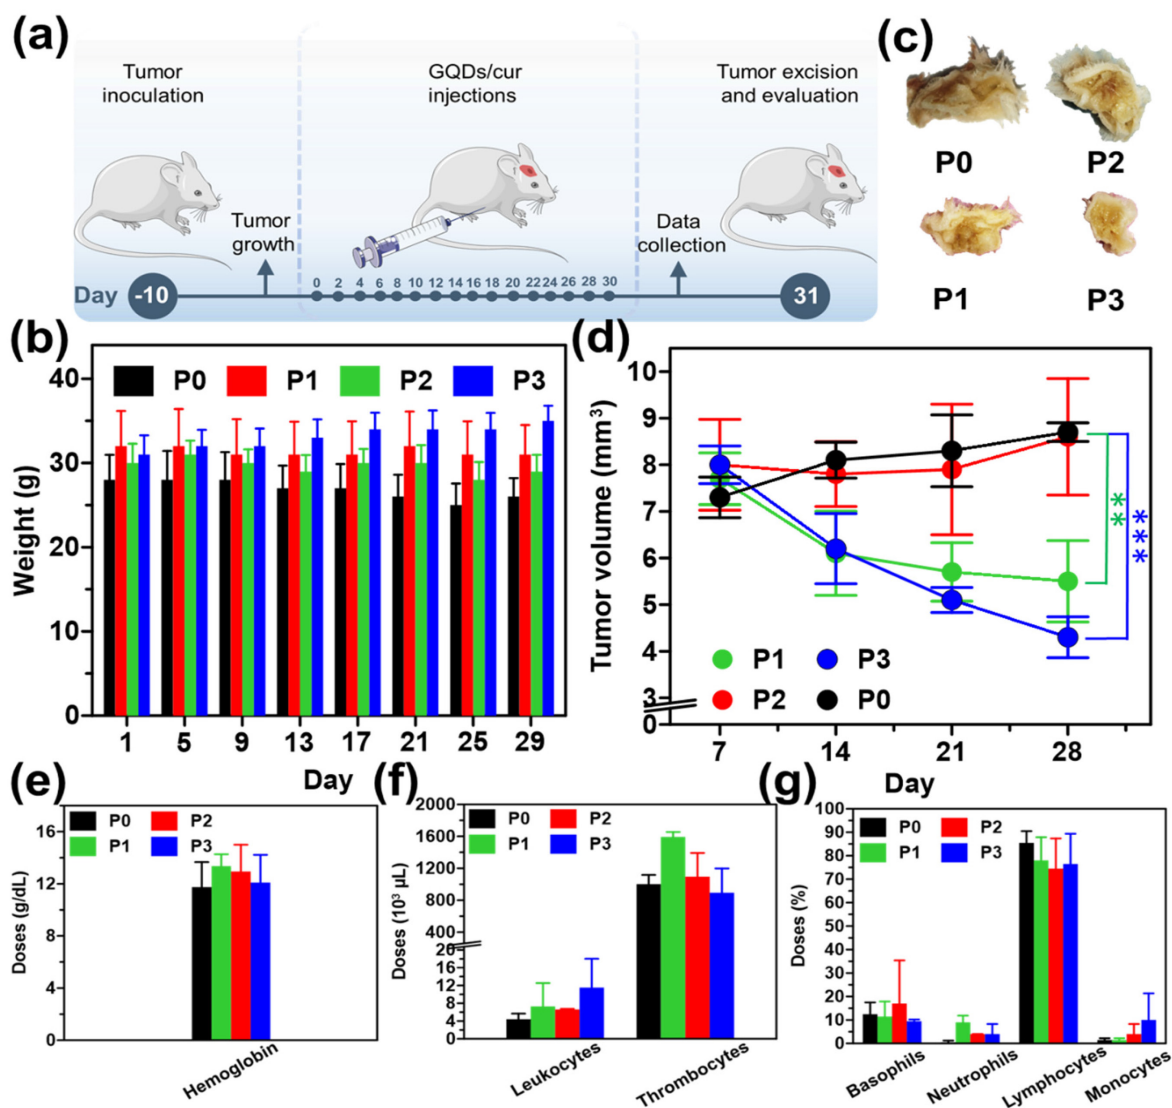 (a)
Tumor
inoculation
GQDs/cur
injections
Tumor excision
and evaluation
Tumor
growth
Data
collection
Day -10
0 2 4 6 8 10 12 14 16 18 20 22 24 26 28 30
31
(c)
P0 P2
P1 P3
(b)
P0 P1 P2 P3
Weight (g)
40
30
20
10
0
1 5 9 13 17 21 25 29
Day
(d)
Tumor volume (mm³)
10
9
8
7
6
5
4
3
0
**
***
P1 P3
P2 P0
7 14 21 28
Day
(e)
P0 P2
P1 P3
Doses (g/dL)
16
12
8
4
0
Hemoglobin
(f)
P0 P2
P1 P3
Doses (10³ µL)
2000
1600
1200
800
400
20
16
12
8
4
0
Leukocytes Thrombocytes
(g)
P0 P2
P1 P3
Doses (%)
100
90
80
70
60
50
40
30
20
10
0
Basophils Neutrophils Lymphocytes Monocytes